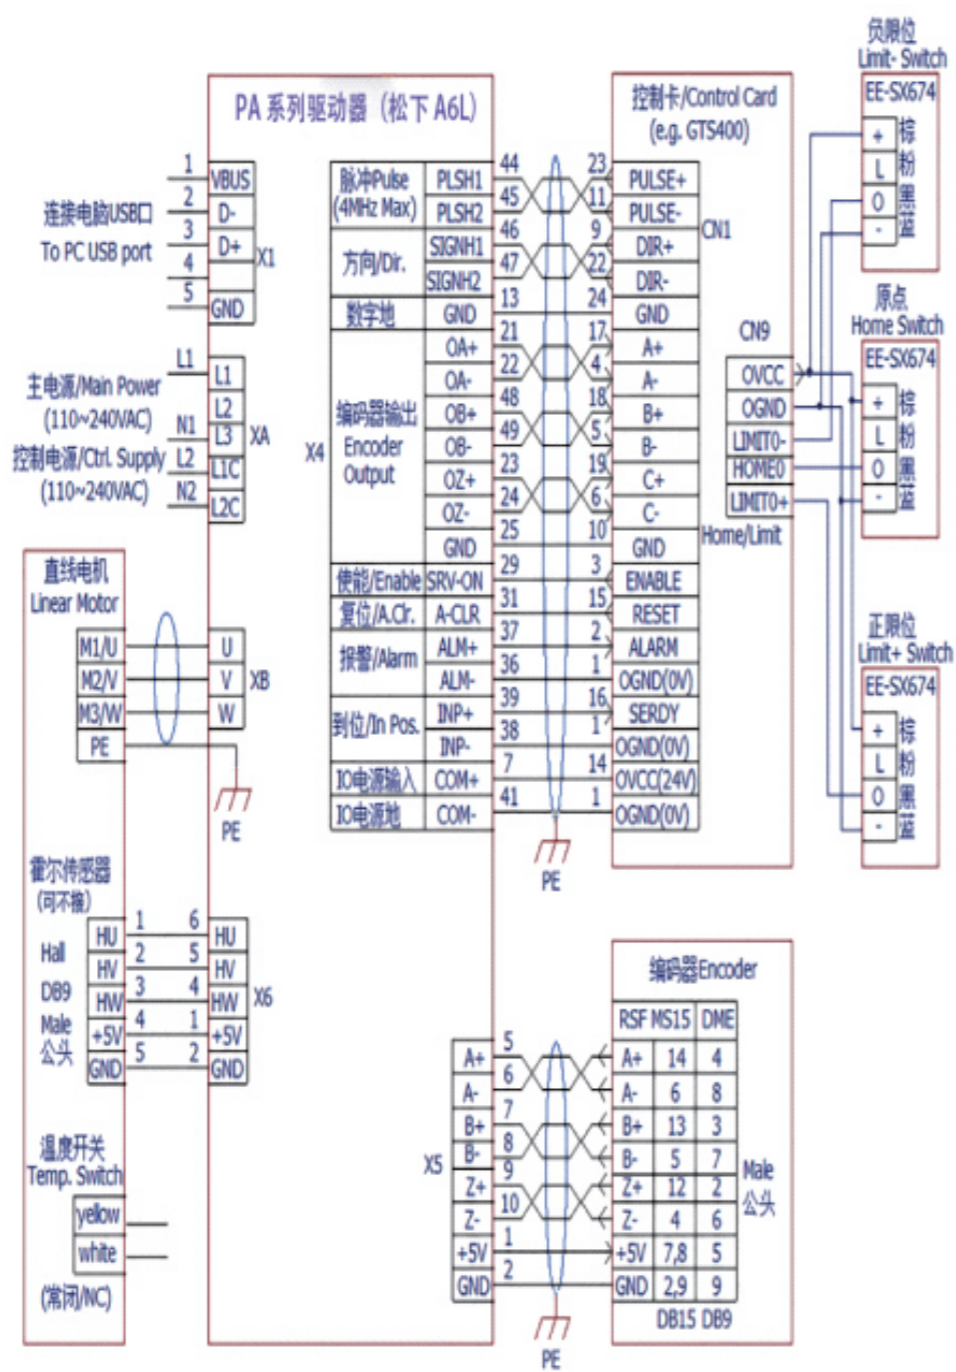 负限位
Limit- Switch
EE-SX674
+ 棕
L 粉
O 黑
- 蓝
原点
Home Switch
EE-SX674
+ 棕
L 粉
O 黑
- 蓝
正限位
Limit+ Switch
EE-SX674
+ 棕
L 粉
O 黑
- 蓝
PA 系列驱动器（松下 A6L）
连接电脑USB口
To PC USB port
1 VBUS
2 D-
3 D+
4
5 GND
X1
主电源/Main Power
(110~240VAC)
控制电源/Ctrl. Supply
(110~240VAC)
L1 L1
L2
N1 L3
L2 L1C
N2 L2C
XA
直线电机
Linear Motor
M1/U U
M2/V V
M3/W W
PE
XB
PE
霍尔传感器
(可不接)
Hall
DB9
Male
公头
HU 1 6 HU
HV 2 5 HV
HW 3 4 HW
+5V 4 1 +5V
GND 5 2 GND
X6
温度开关
Temp. Switch
yellow
white
(常闭/NC)
X4
脉冲Pulse
(4MHz Max)
方向/Dir.
数字地
编码器输出
Encoder
Output
使能/Enable
复位/A.Clr.
报警/Alarm
到位/In Pos.
IO电源输入
IO电源地
控制卡/Control Card
(e.g. GTS400)
PLSH1 44 23 PULSE+
PLSH2 45 11 PULSE-
SIGNH1 46 9 DIR+
SIGNH2 47 22 DIR-
GND 13 24 GND
OA+ 21 17 A+
OA- 22 4 A-
OB+ 48 18 B+
OB- 49 5 B-
OZ+ 23 19 C+
OZ- 24 6 C-
GND 25 10 GND
SRV-ON 29 3 ENABLE
A-CLR 31 15 RESET
ALM+ 37 2 ALARM
ALM- 36 1 OGND(0V)
INP+ 39 16 SERDY
INP- 38 1 OGND(0V)
COM+ 7 14 OVCC(24V)
COM- 41 1 OGND(0V)
CN1
PE
CN9
OVCC
OGND
LIMIT0-
HOME0
LIMIT0+
Home/Limit
编码器Encoder
RSF MS15 DME
X5
A+ 5 A+ 14 4
A- 6 A- 6 8
B+ 7 B+ 13 3
B- 8 B- 5 7
Z+ 9 Z+ 12 2
Z- 10 Z- 4 6
+5V 1 +5V 7,8 5
GND 2 GND 2,9 9
DB15 DB9
Male
公头
PE